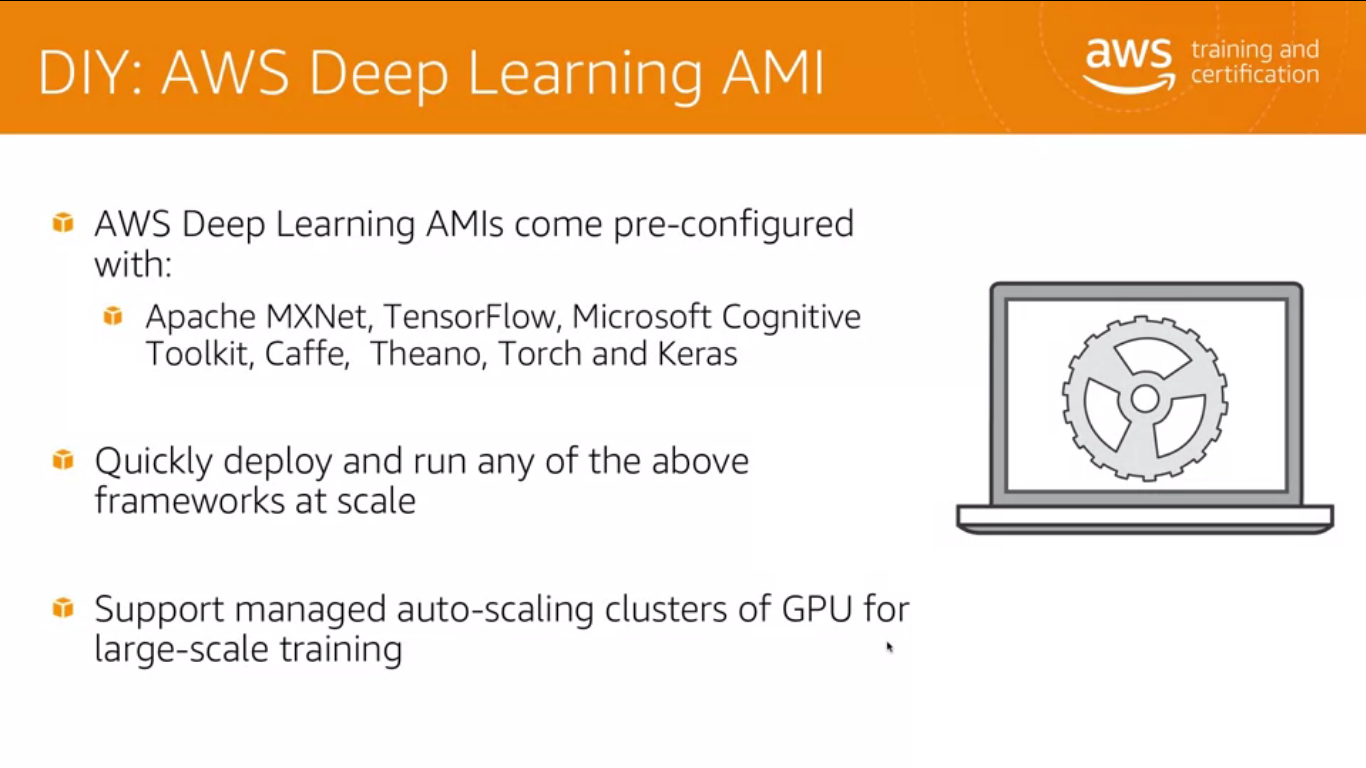 DIY: AWS Deep Learning AMI
aws training and
certification
AWS Deep Learning AMIs come pre-configured
with:
Apache MXNet, TensorFlow, Microsoft Cognitive
Toolkit, Caffe,  Theano, Torch and Keras
Quickly deploy and run any of the above
frameworks at scale
Support managed auto-scaling clusters of GPU for
large-scale training